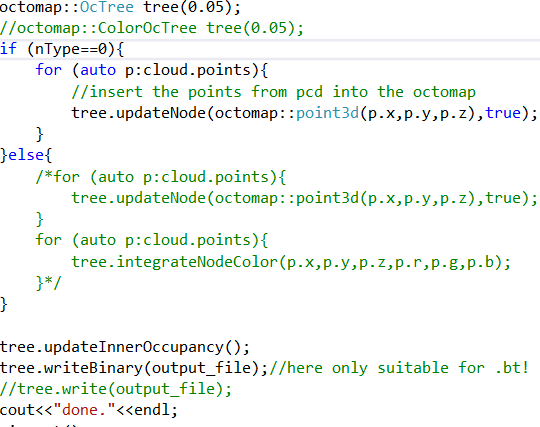 octomap::OcTree tree(0.05);
//octomap::ColorOcTree tree(0.05);
if (nType==0){
for (auto p:cloud.points){
//insert the points from pcd into the octomap
tree.updateNode(octomap::point3d(p.x,p.y,p.z),true);
}
}else{
/*for (auto p:cloud.points){
tree.updateNode(octomap::point3d(p.x,p.y,p.z),true);
}
for (auto p:cloud.points){
tree.integrateNodeColor(p.x,p.y,p.z,p.r,p.g,p.b);
}*/
}
tree.updateInnerOccupancy();
tree.writeBinary(output_file);//here only suitable for .bt!
//tree.write(output_file);
cout<<"done."<<endl;